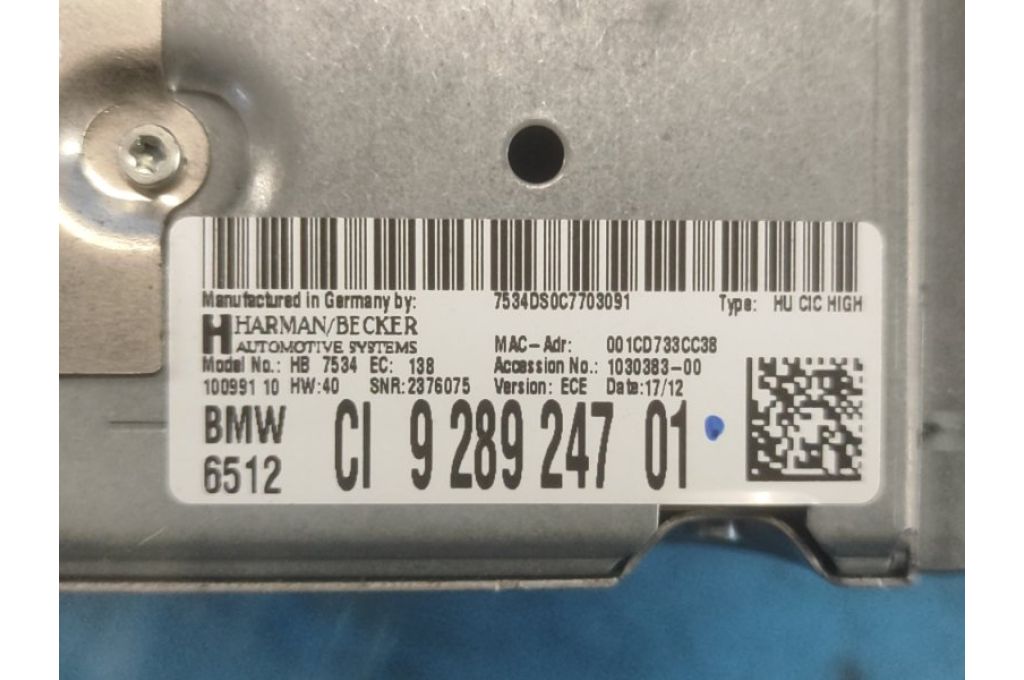 Manufactured in Germany by: 7534DS0C7703091 Type: HU CIC HIGH
H HARMAN/BECKER
AUTOMOTIVE SYSTEMS MAC-Adr: 001CD733CC38
Model No.: HB 7534 EC: 138 Accession No.: 1030383-00
100991 10 HW:40 SNR:2376075 Version: ECE Date:17/12
BMW CI 9 289 247 01
6512